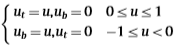 u_t = u, u_b = 0 0 ≤ u ≤ 1
u_b = u, u_t = 0 −1 ≤ u < 0